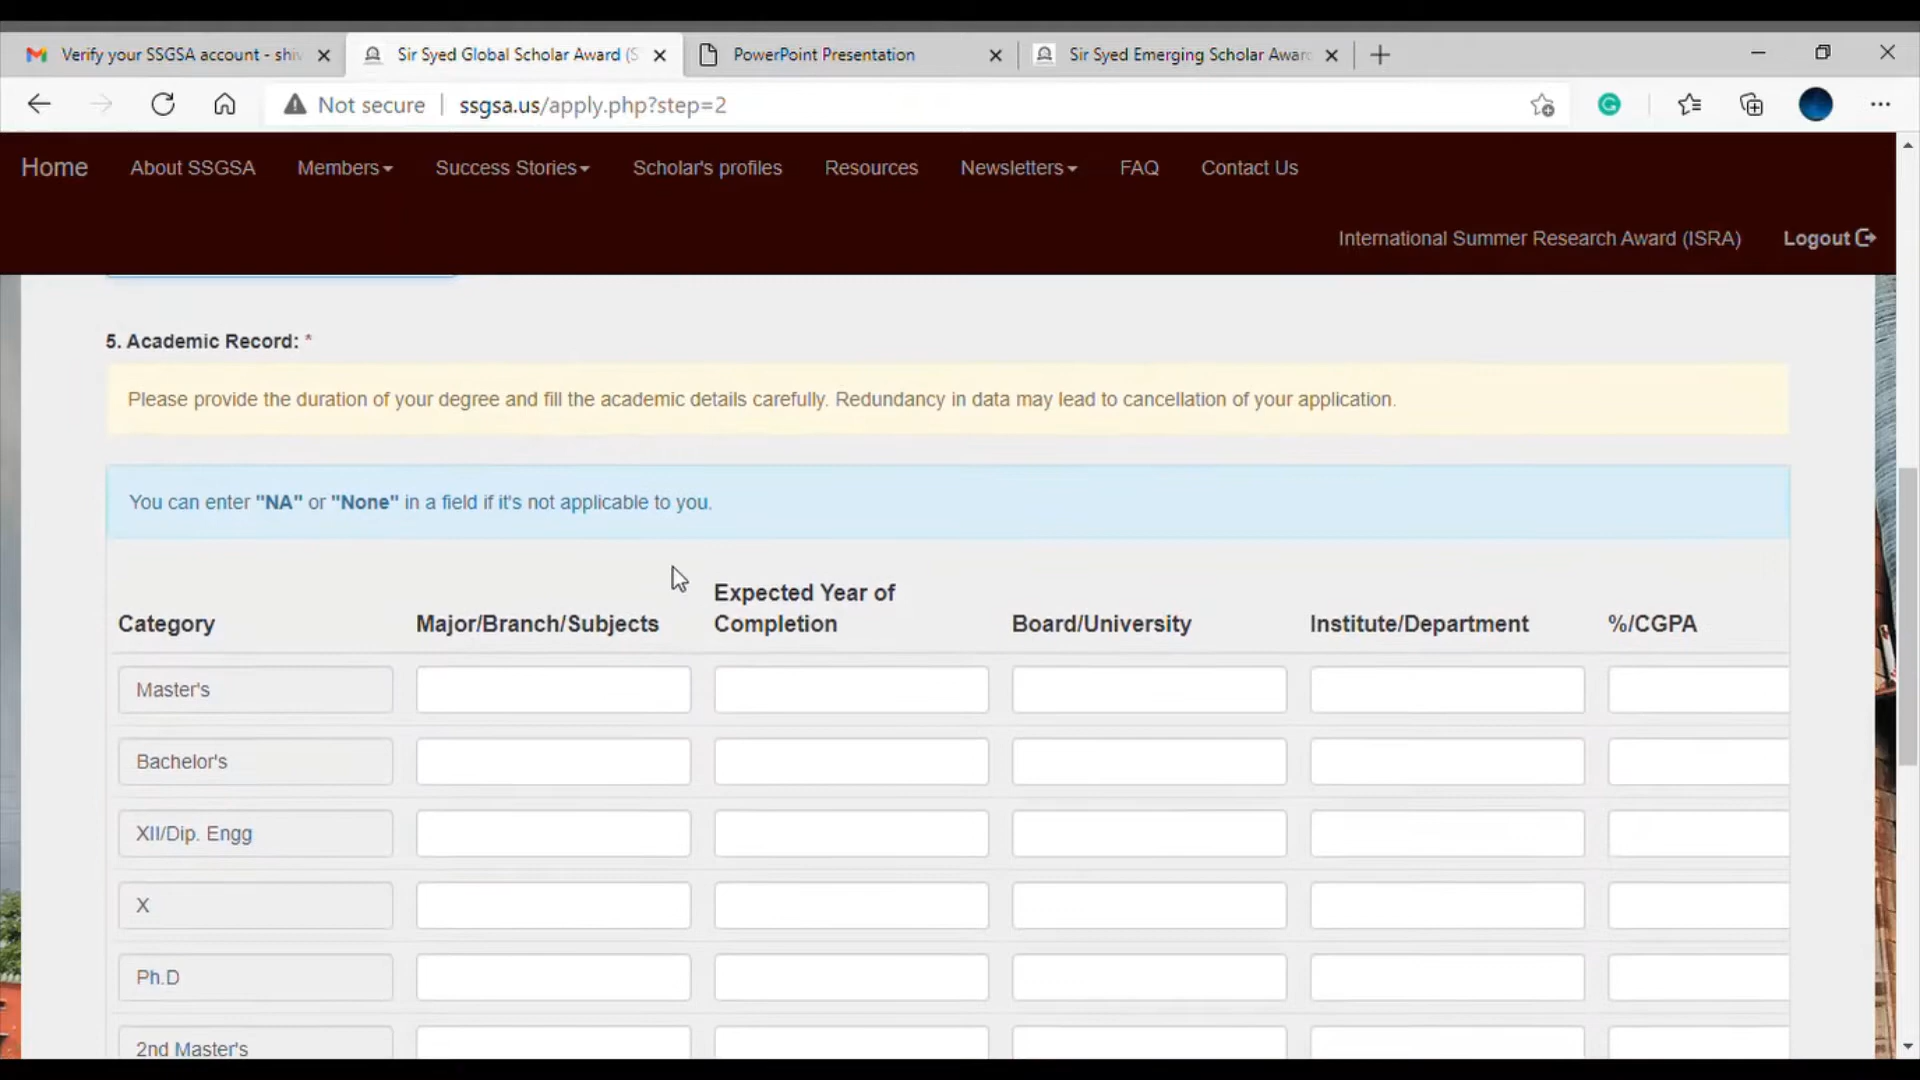 Verify your SSGSA account - shiv
Sir Syed Global Scholar Award (S
PowerPoint Presentation
Sir Syed Emerging Scholar Awar
Not secure
ssgsa.us/apply.php?step=2
Home
About SSGSA
Members
Success Stories
Scholar's profiles
Resources
Newsletters
FAQ
Contact Us
International Summer Research Award (ISRA)
Logout
5. Academic Record: *
Please provide the duration of your degree and fill the academic details carefully. Redundancy in data may lead to cancellation of your application.
You can enter "NA" or "None" in a field if it's not applicable to you.
Category
Major/Branch/Subjects
Expected Year of
Completion
Board/University
Institute/Department
%/CGPA
Master's
Bachelor's
XII/Dip. Engg
X
Ph.D
2nd Master's